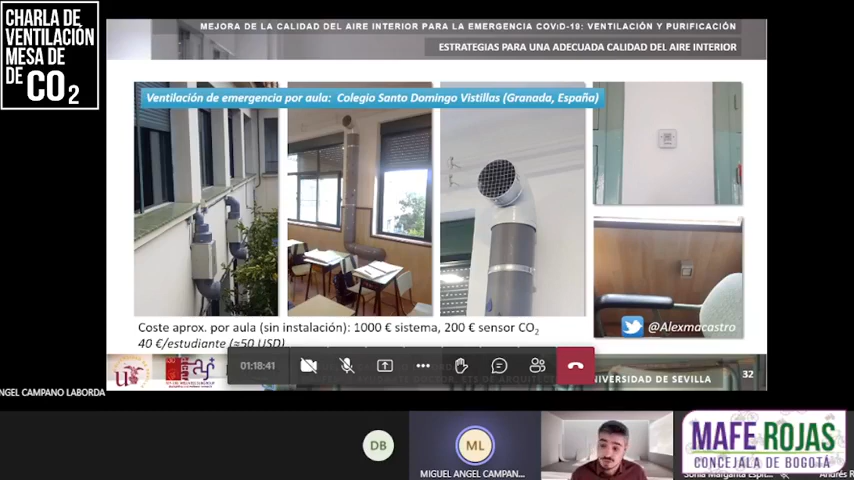 CHARLA DE
VENTILACIÓN
MESA DE
DE CO2
MEJORA DE LA CALIDAD DEL AIRE INTERIOR PARA LA EMERGENCIA COVID-19: VENTILACIÓN Y PURIFICACIÓN
ESTRATEGIAS PARA UNA ADECUADA CALIDAD DEL AIRE INTERIOR
Ventilación de emergencia por aula: Colegio Santo Domingo Vistillas (Granada, España)
@Alexmacastro
Coste aprox. por aula (sin instalación): 1000 € sistema, 200 € sensor CO2
40 €/estudiante (≈50 USD)
01:18:41
UNIVERSIDAD DE SEVILLA
32
ANGEL CAMPANO LABORDA
DB
ML
MIGUEL ANGEL CAMPAN...
MAFE ROJAS
CONCEJALA DE BOGOTÁ